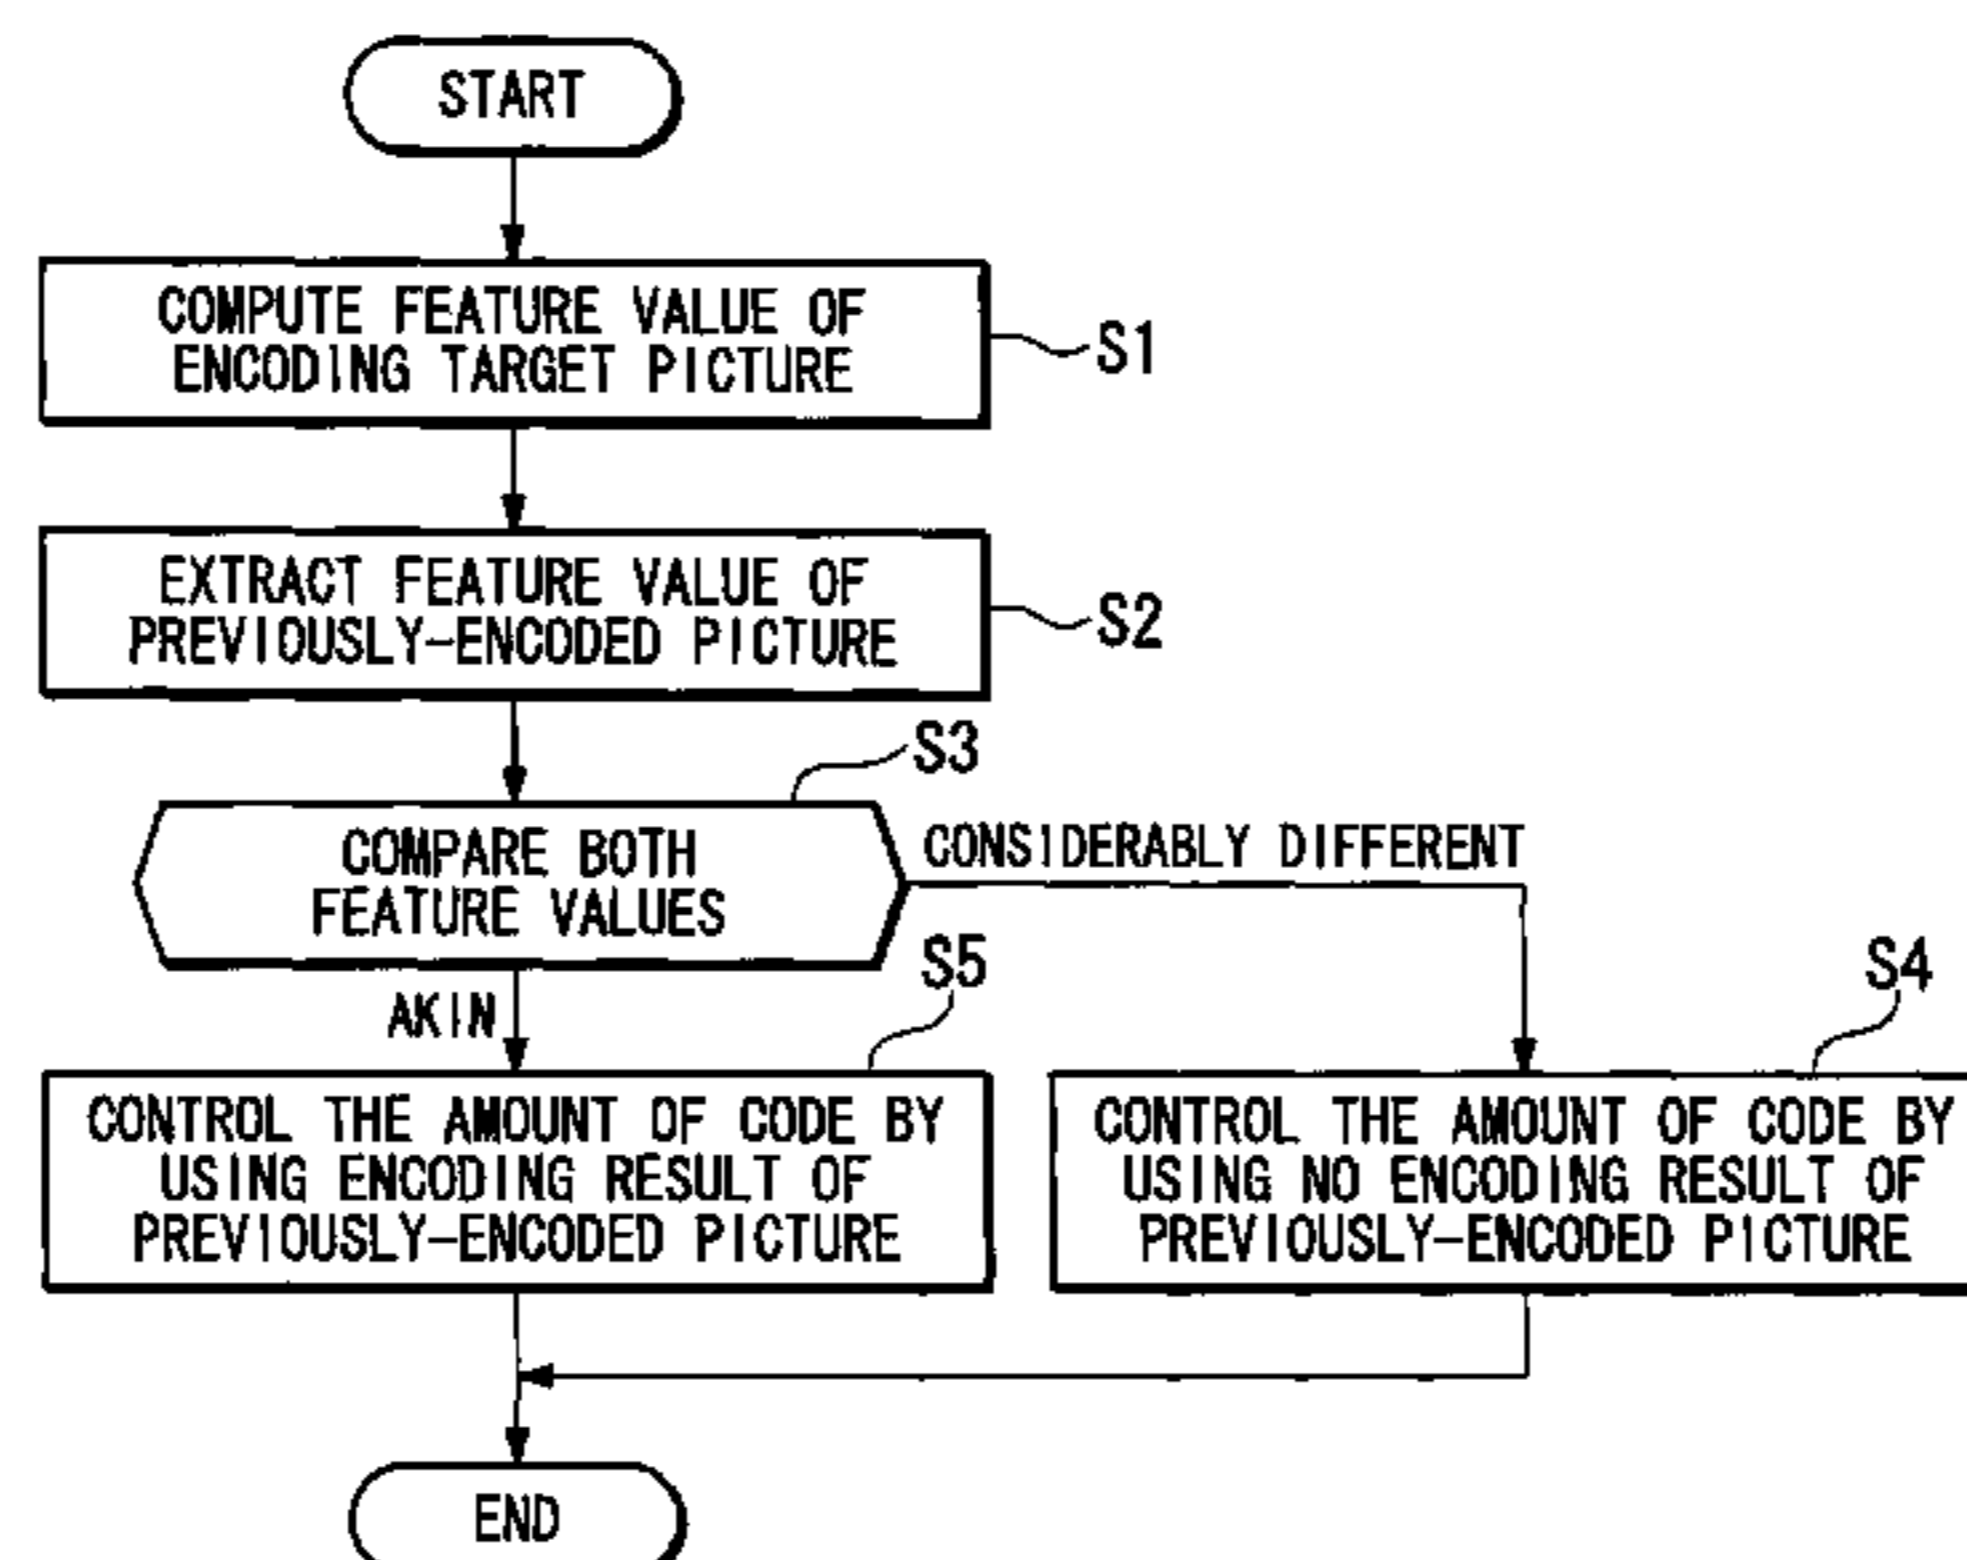 START
COMPUTE FEATURE VALUE OF
ENCODING TARGET PICTURE
S1
EXTRACT FEATURE VALUE OF
PREVIOUSLY-ENCODED PICTURE
S2
S3
COMPARE BOTH
FEATURE VALUES
CONSIDERABLY DIFFERENT
AKIN
S5
CONTROL THE AMOUNT OF CODE BY
USING ENCODING RESULT OF
PREVIOUSLY-ENCODED PICTURE
S4
CONTROL THE AMOUNT OF CODE BY
USING NO ENCODING RESULT OF
PREVIOUSLY-ENCODED PICTURE
END